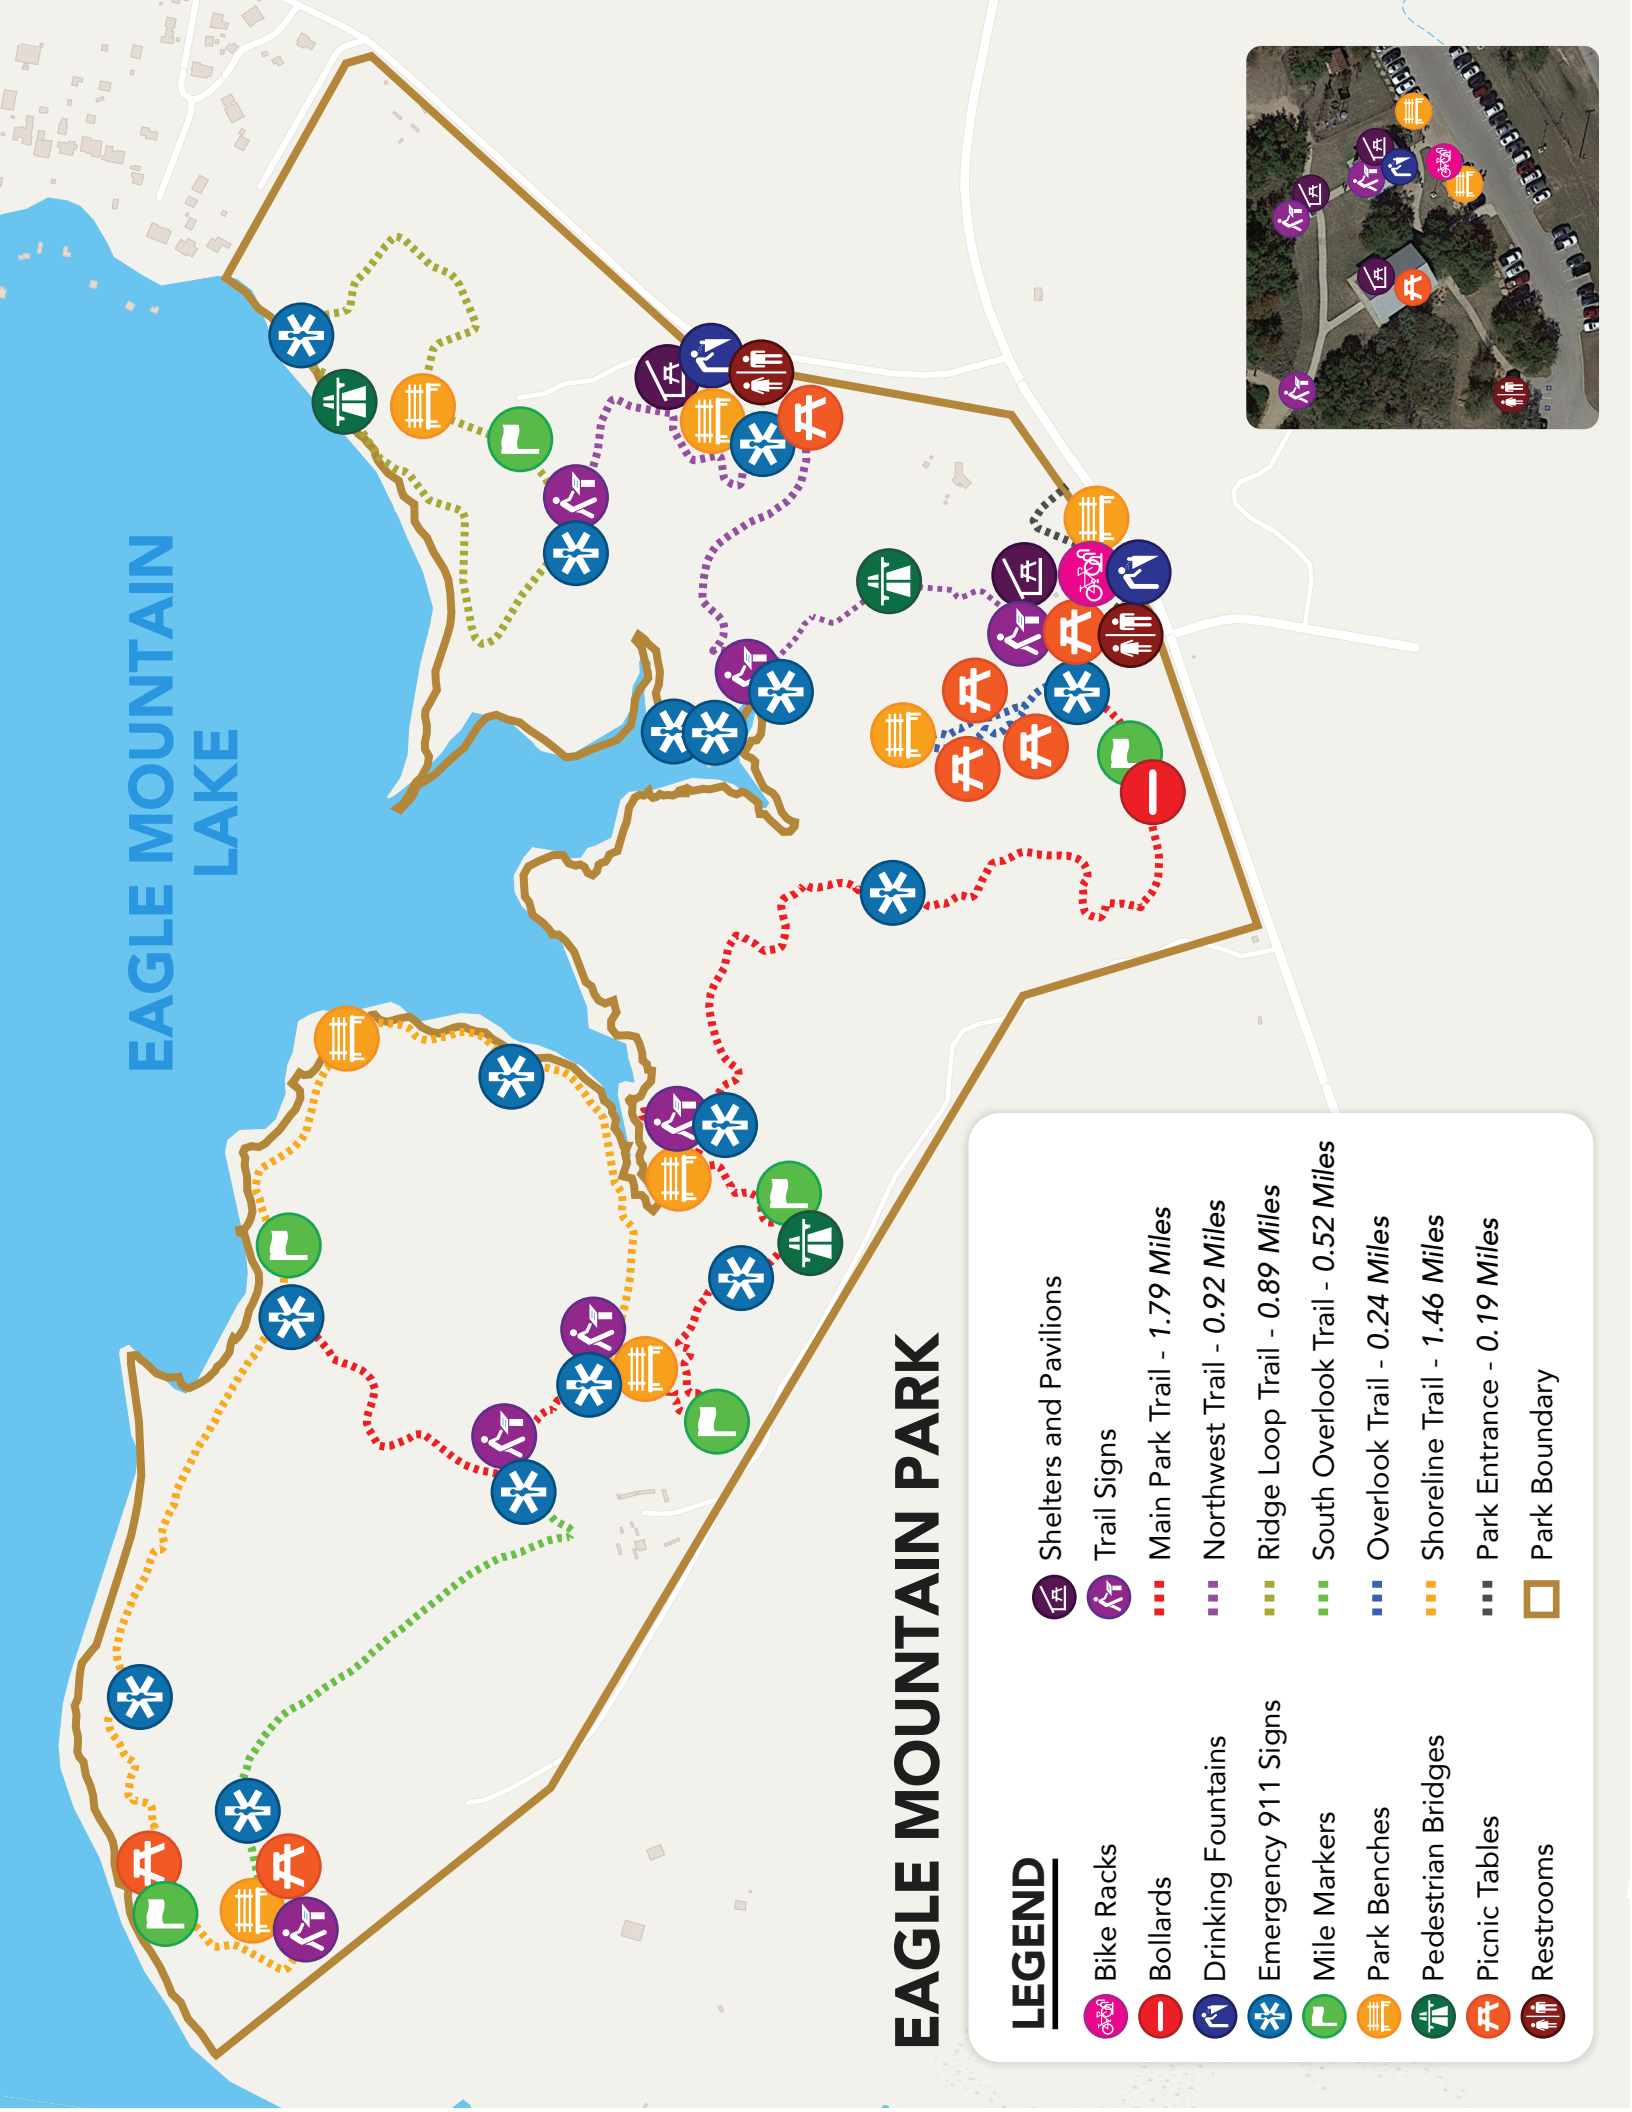 EAGLE MOUNTAIN
LAKE
EAGLE MOUNTAIN PARK
LEGEND
Bike Racks
Bollards
Drinking Fountains
Emergency 911 Signs
Mile Markers
Park Benches
Pedestrian Bridges
Picnic Tables
Restrooms
Shelters and Pavilions
Trail Signs
Main Park Trail - 1.79 Miles
Northwest Trail - 0.92 Miles
Ridge Loop Trail - 0.89 Miles
South Overlook Trail - 0.52 Miles
Overlook Trail - 0.24 Miles
Shoreline Trail - 1.46 Miles
Park Entrance - 0.19 Miles
Park Boundary